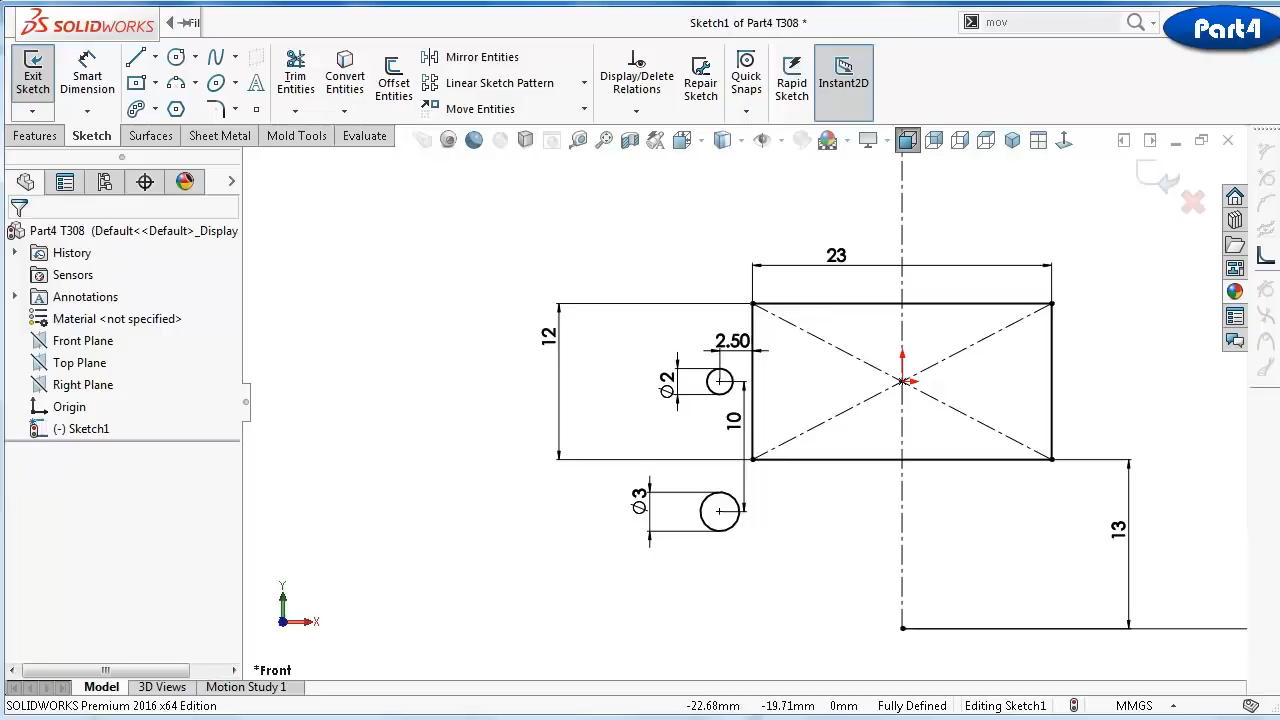 SOLIDWORKS
Fil
Sketch1 of Part4 T308 *
mov
Part4
Exit Sketch
Smart Dimension
Trim Entities
Convert Entities
Offset Entities
Mirror Entities
Linear Sketch Pattern
Move Entities
Display/Delete Relations
Repair Sketch
Quick Snaps
Rapid Sketch
Instant2D
Features
Sketch
Surfaces
Sheet Metal
Mold Tools
Evaluate
Part4 T308 (Default<<Default>_Display
History
Sensors
Annotations
Material <not specified>
Front Plane
Top Plane
Right Plane
Origin
(-) Sketch1
23
12
2.50
∅2
10
∅3
13
Y
X
*Front
Model
3D Views
Motion Study 1
SOLIDWORKS Premium 2016 x64 Edition
-22.68mm
-19.71mm
0mm
Fully Defined
Editing Sketch1
MMGS